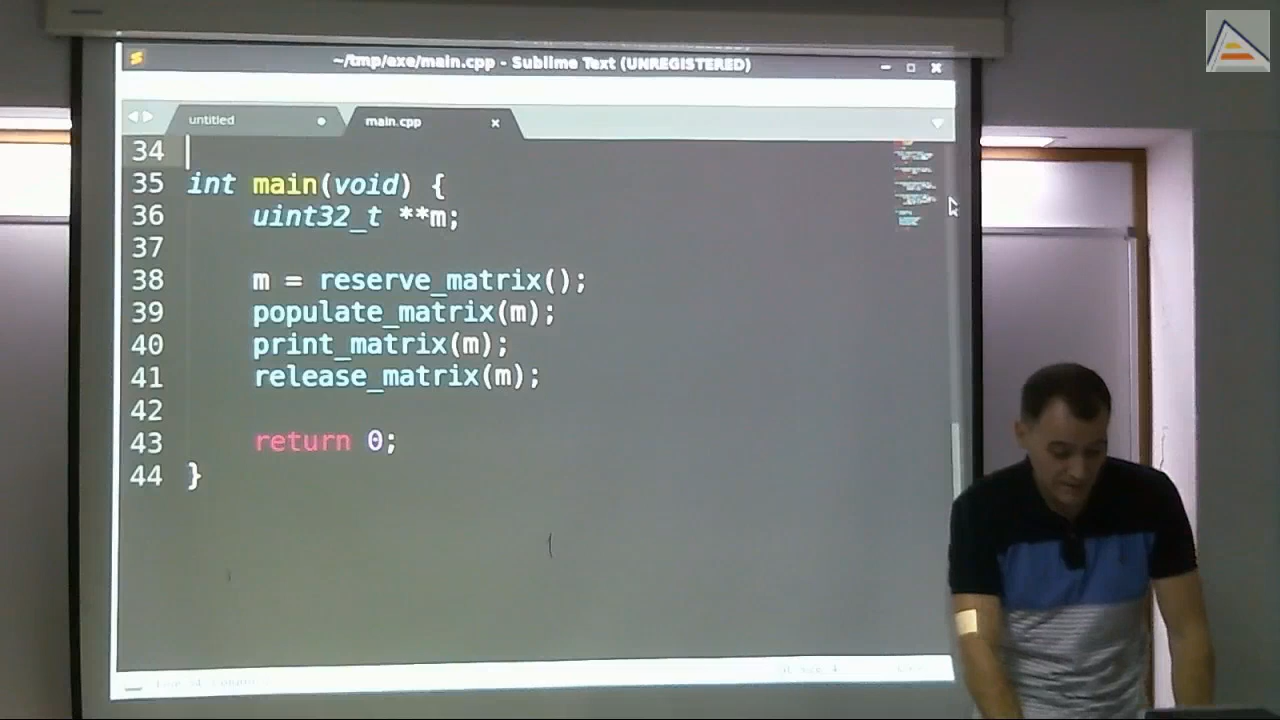 ~/tmp/exe/main.cpp - Sublime Text (UNREGISTERED)
untitled
main.cpp
34
35 int main(void) {
36 uint32_t **m;
37
38 m = reserve_matrix();
39 populate_matrix(m);
40 print_matrix(m);
41 release_matrix(m);
42
43 return 0;
44 }